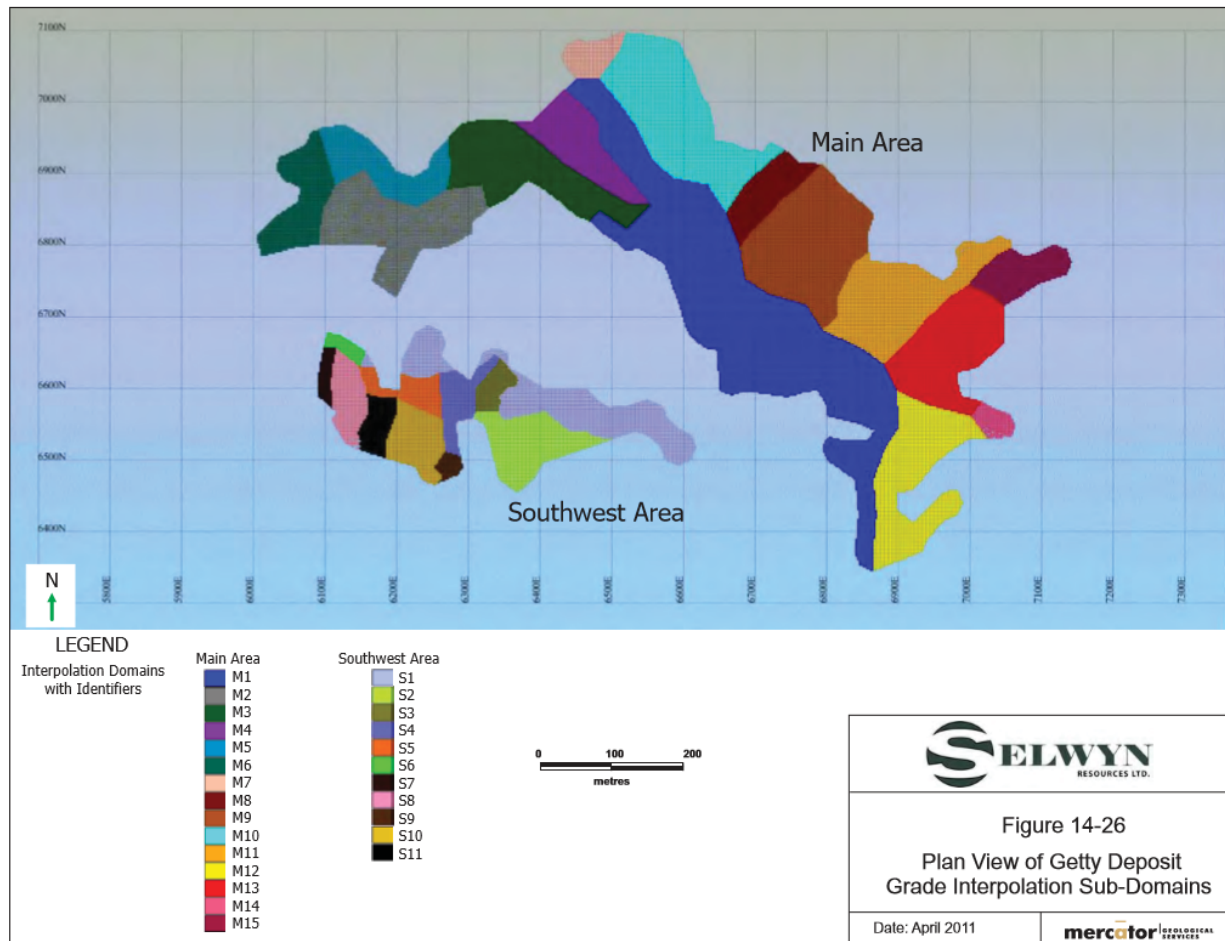 7100N
7000N
6900N
6800N
6700N
6600N
6500N
6400N
Main Area
Southwest Area
N
5800E
5900E
6000E
6100E
6200E
6300E
6400E
6500E
6600E
6700E
6800E
6900E
7000E
7100E
7200E
7300E
LEGEND
Interpolation Domains
with Identifiers
Main Area
M1
M2
M3
M4
M5
M6
M7
M8
M9
M10
M11
M12
M13
M14
M15
Southwest Area
S1
S2
S3
S4
S5
S6
S7
S8
S9
S10
S11
0 100 200
metres
SELWYN
RESOURCES LTD.
Figure 14-26
Plan View of Getty Deposit
Grade Interpolation Sub-Domains
Date: April 2011
mercator GEOLOGICAL
SERVICES